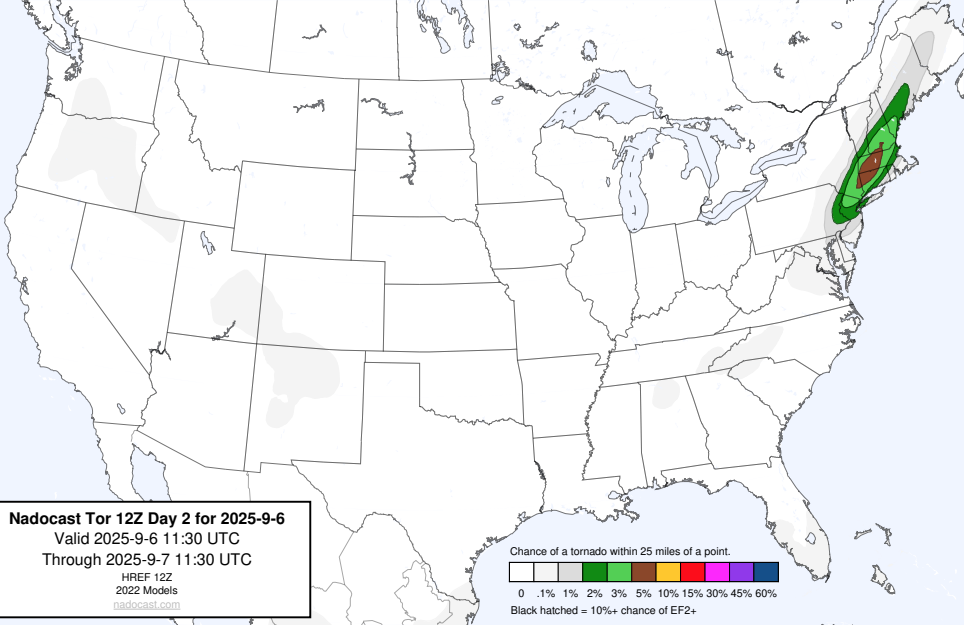 Nadocast Tor 12Z Day 2 for 2025-9-6
Valid 2025-9-6 11:30 UTC
Through 2025-9-7 11:30 UTC
HREF 12Z
2022 Models
nadocast.com
Chance of a tornado within 25 miles of a point.
0 .1% 1% 2% 3% 5% 10% 15% 30% 45% 60%
Black hatched = 10%+ chance of EF2+